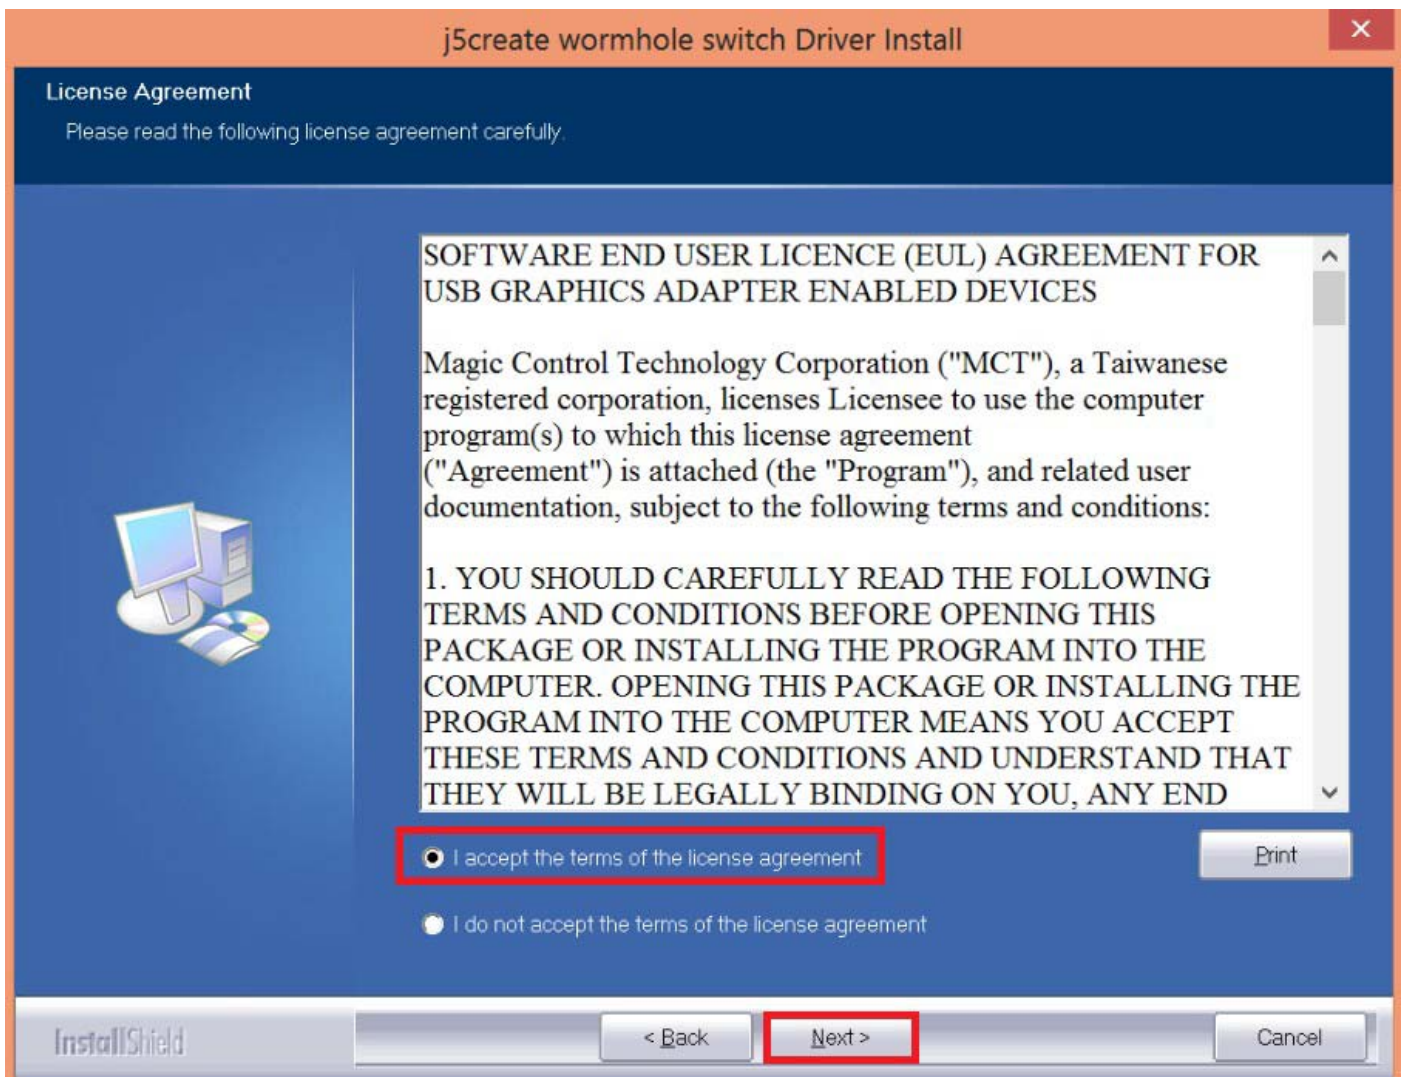 j5create wormhole switch Driver Install
License Agreement
Please read the following license agreement carefully.
SOFTWARE END USER LICENCE (EUL) AGREEMENT FOR
USB GRAPHICS ADAPTER ENABLED DEVICES
Magic Control Technology Corporation ("MCT"), a Taiwanese
registered corporation, licenses Licensee to use the computer
program(s) to which this license agreement
("Agreement") is attached (the "Program"), and related user
documentation, subject to the following terms and conditions:
1. YOU SHOULD CAREFULLY READ THE FOLLOWING
TERMS AND CONDITIONS BEFORE OPENING THIS
PACKAGE OR INSTALLING THE PROGRAM INTO THE
COMPUTER. OPENING THIS PACKAGE OR INSTALLING THE
PROGRAM INTO THE COMPUTER MEANS YOU ACCEPT
THESE TERMS AND CONDITIONS AND UNDERSTAND THAT
THEY WILL BE LEGALLY BINDING ON YOU, ANY END
I accept the terms of the license agreement
Print
I do not accept the terms of the license agreement
InstallShield
< Back
Next >
Cancel